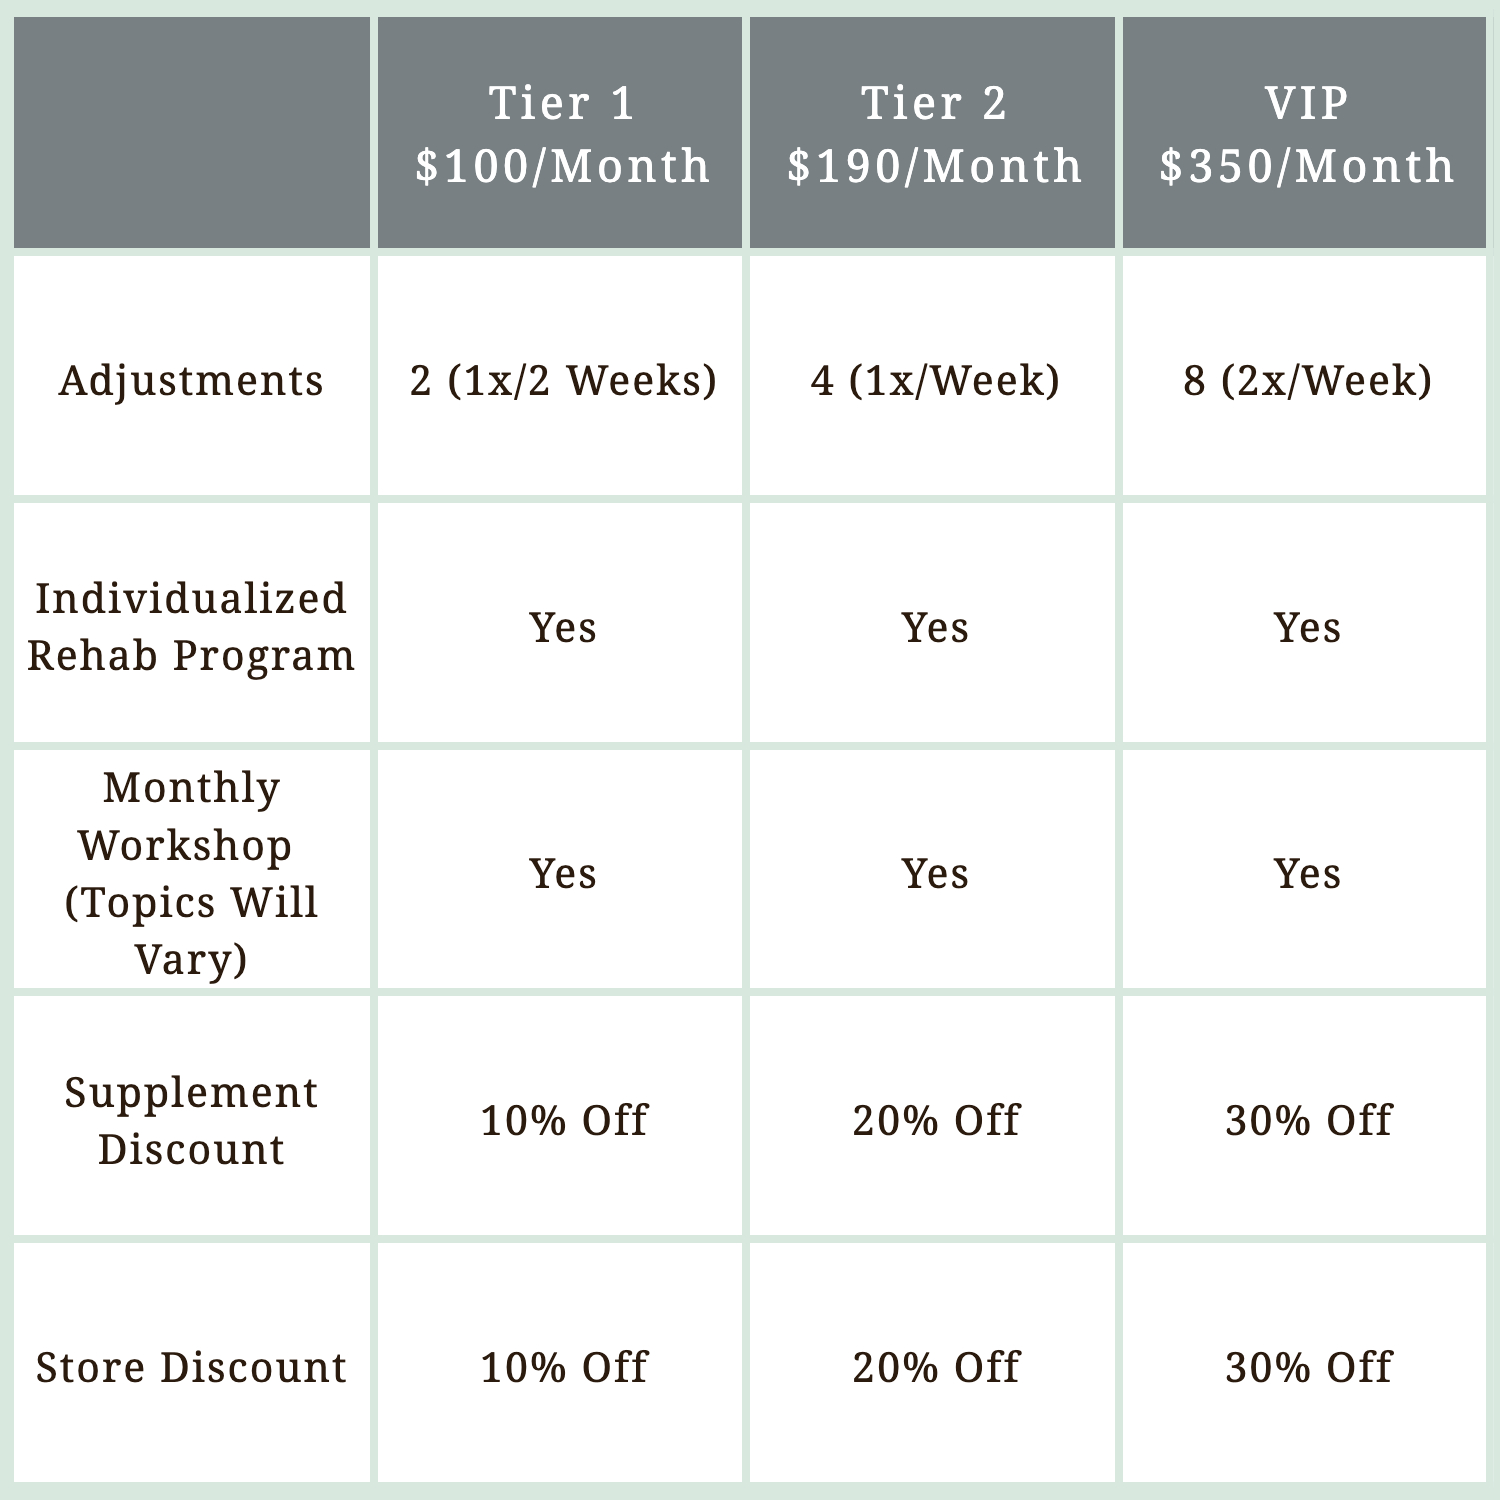 Tier 1
$100/Month
Tier 2
$190/Month
VIP
$350/Month
Adjustments
2 (1x/2 Weeks)
4 (1x/Week)
8 (2x/Week)
Individualized
Rehab Program
Yes
Yes
Yes
Monthly
Workshop
(Topics Will
Vary)
Yes
Yes
Yes
Supplement
Discount
10% Off
20% Off
30% Off
Store Discount
10% Off
20% Off
30% Off